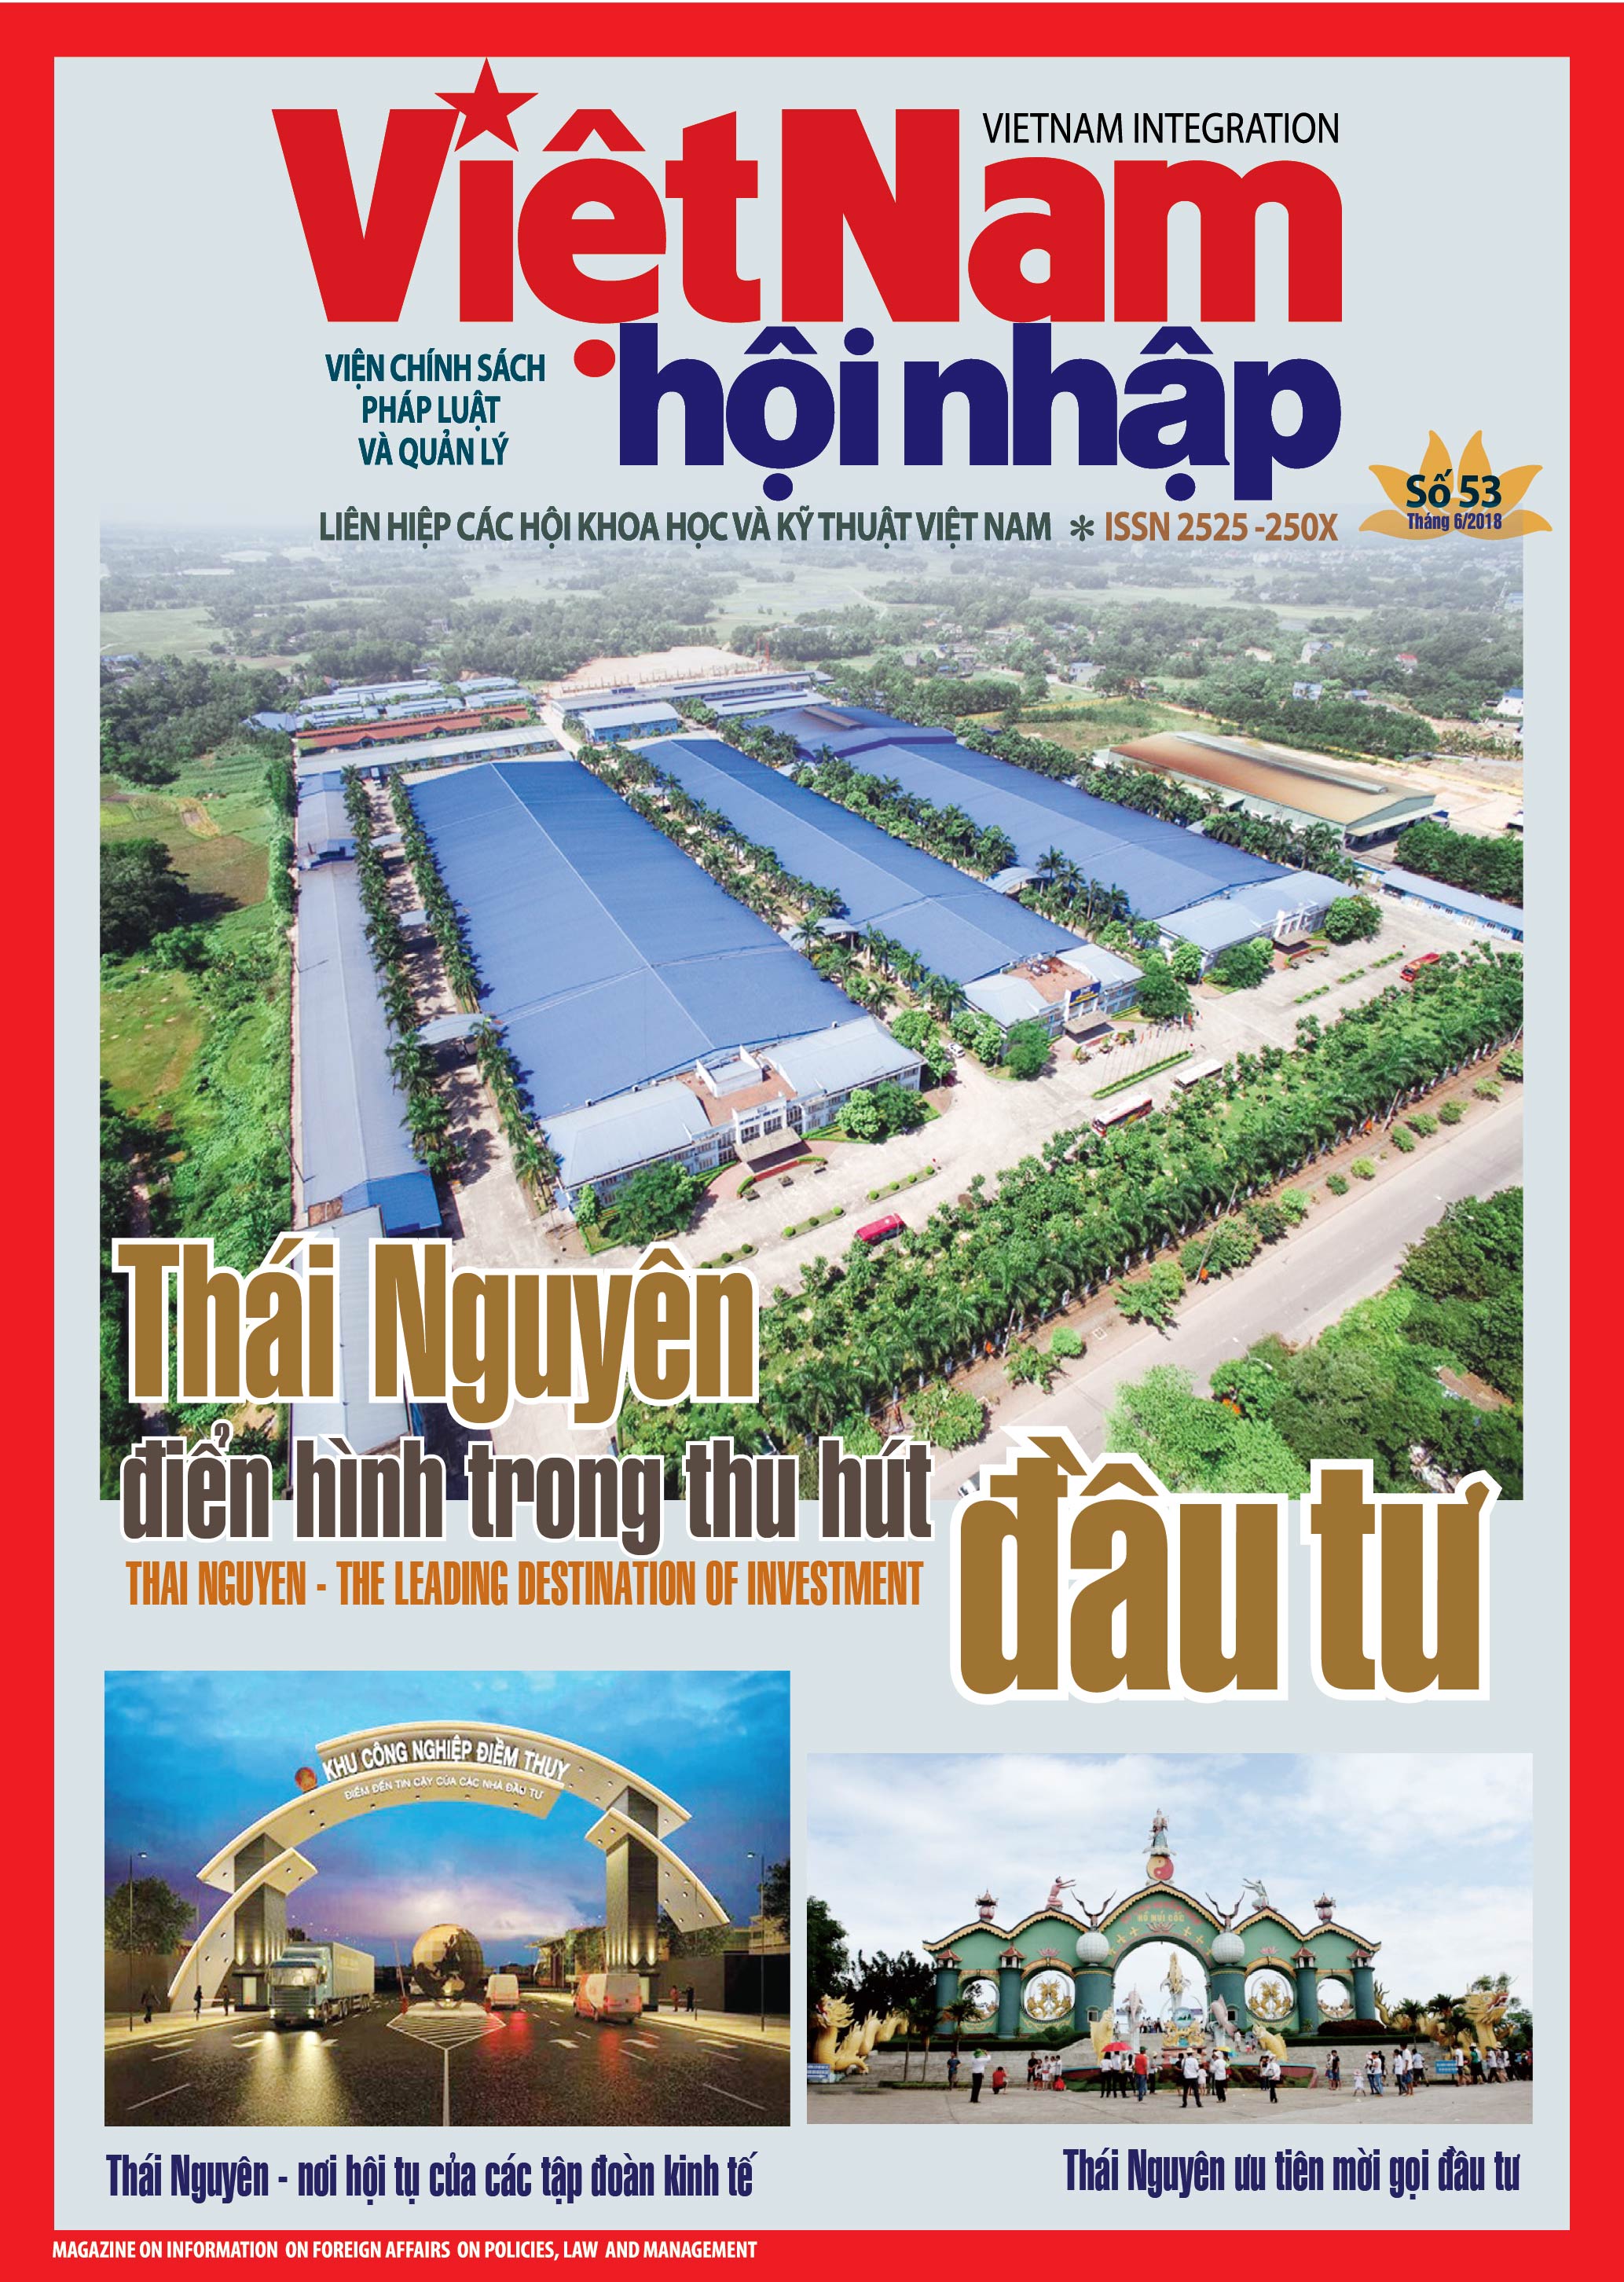 VIETNAM INTEGRATION
ViệtNam
hội nhập
VIỆN CHÍNH SÁCH
PHÁP LUẬT
VÀ QUẢN LÝ
LIÊN HIỆP CÁC HỘI KHOA HỌC VÀ KỸ THUẬT VIỆT NAM * ISSN 2525 -250X
Số 53
Tháng 6/2018
Thái Nguyên
điển hình trong thu hút
đầu tư
THAI NGUYEN - THE LEADING DESTINATION OF INVESTMENT
KHU CÔNG NGHIỆP ĐIỀM THỤY
ĐIỂM ĐẾN TIN CẬY CỦA CÁC NHÀ ĐẦU TƯ
HỒ NÚI CỐC
Thái Nguyên - nơi hội tụ của các tập đoàn kinh tế
Thái Nguyên ưu tiên mời gọi đầu tư
MAGAZINE ON INFORMATION ON FOREIGN AFFAIRS ON POLICIES, LAW AND MANAGEMENT